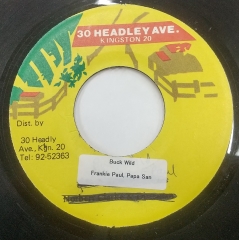 30 HEADLEY AVE.
KINGSTON 20
Dist. by
30 Headly
Ave., Kgn. 20
Tel: 92-52363
Buck Wild
Frankie Paul, Papa San